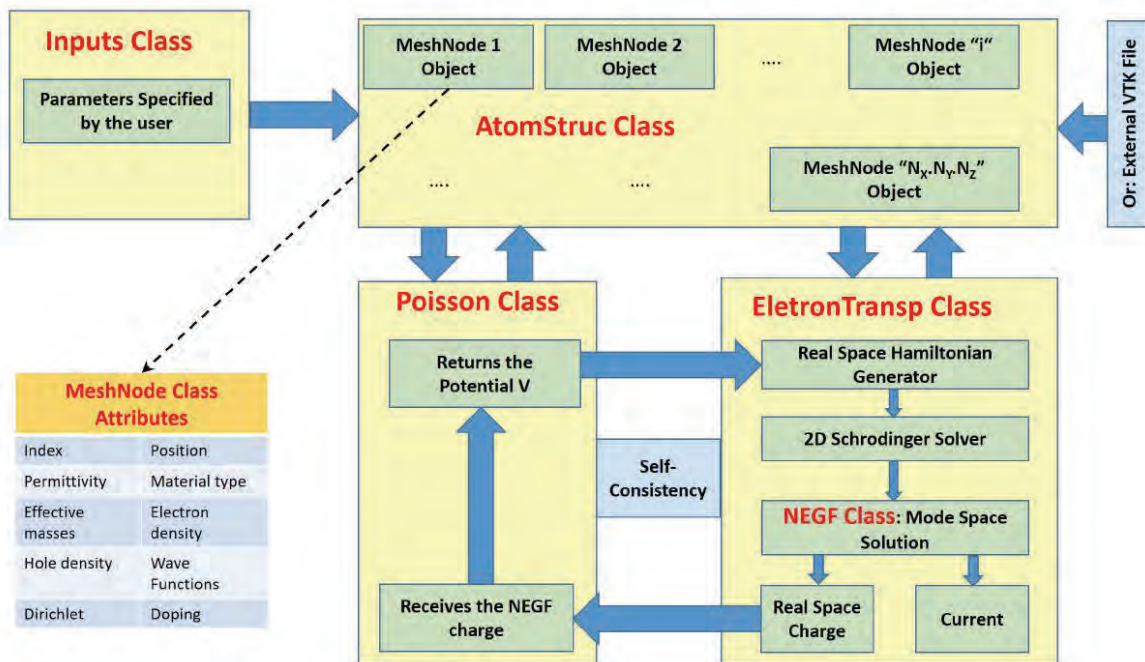 Inputs Class
Parameters Specified
by the user
MeshNode 1
Object
MeshNode 2
Object
....
MeshNode “i“
Object
AtomStruc Class
....
....
MeshNode “NX.NY.NZ”
Object
Or: External VTK File
Poisson Class
Returns the
Potential V
Receives the NEGF
charge
Self-
Consistency
EletronTransp Class
Real Space Hamiltonian
Generator
2D Schrodinger Solver
NEGF Class: Mode Space
Solution
Real Space
Charge
Current
MeshNode Class
Attributes
Index Position
Permittivity Material type
Effective Electron
masses density
Hole density Wave
Functions
Dirichlet Doping